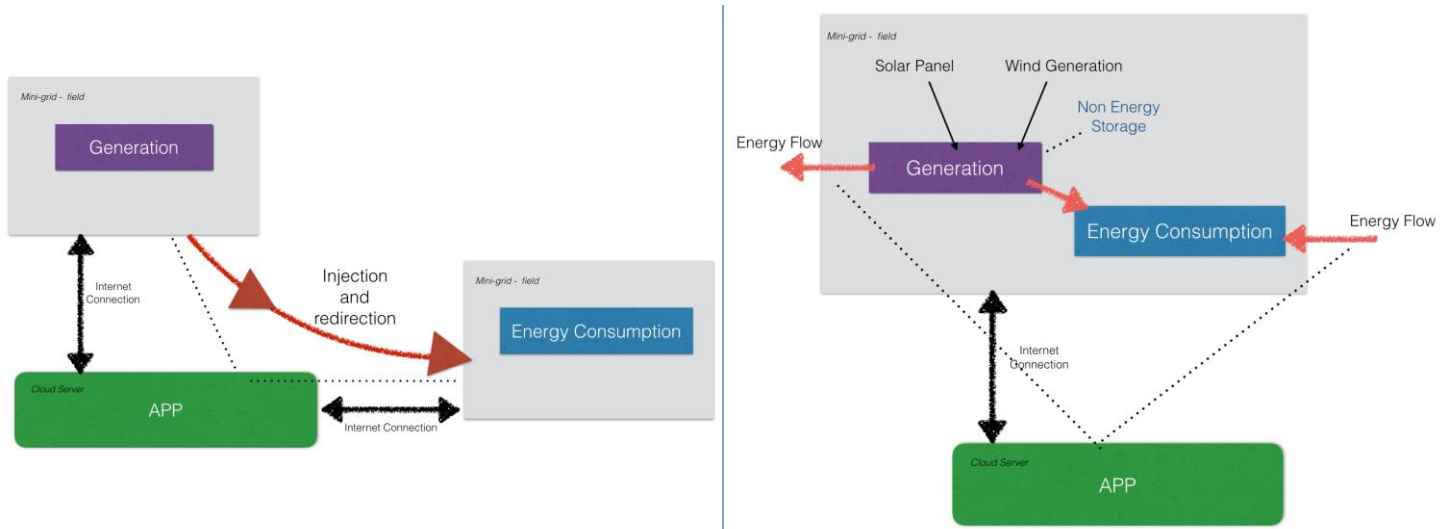 Mini-grid - field
Generation
Internet
Connection
Injection
and
redirection
Mini-grid - field
Energy Consumption
Cloud Server
APP
Internet Connection
Mini-grid - field
Solar Panel
Wind Generation
Non Energy
Storage
Energy Flow
Generation
Energy Flow
Energy Consumption
Internet
Connection
Cloud Server
APP